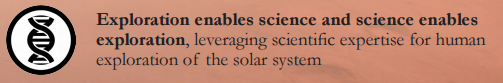 Exploration enables science and science enables
exploration, leveraging scientific expertise for human
exploration of the solar system